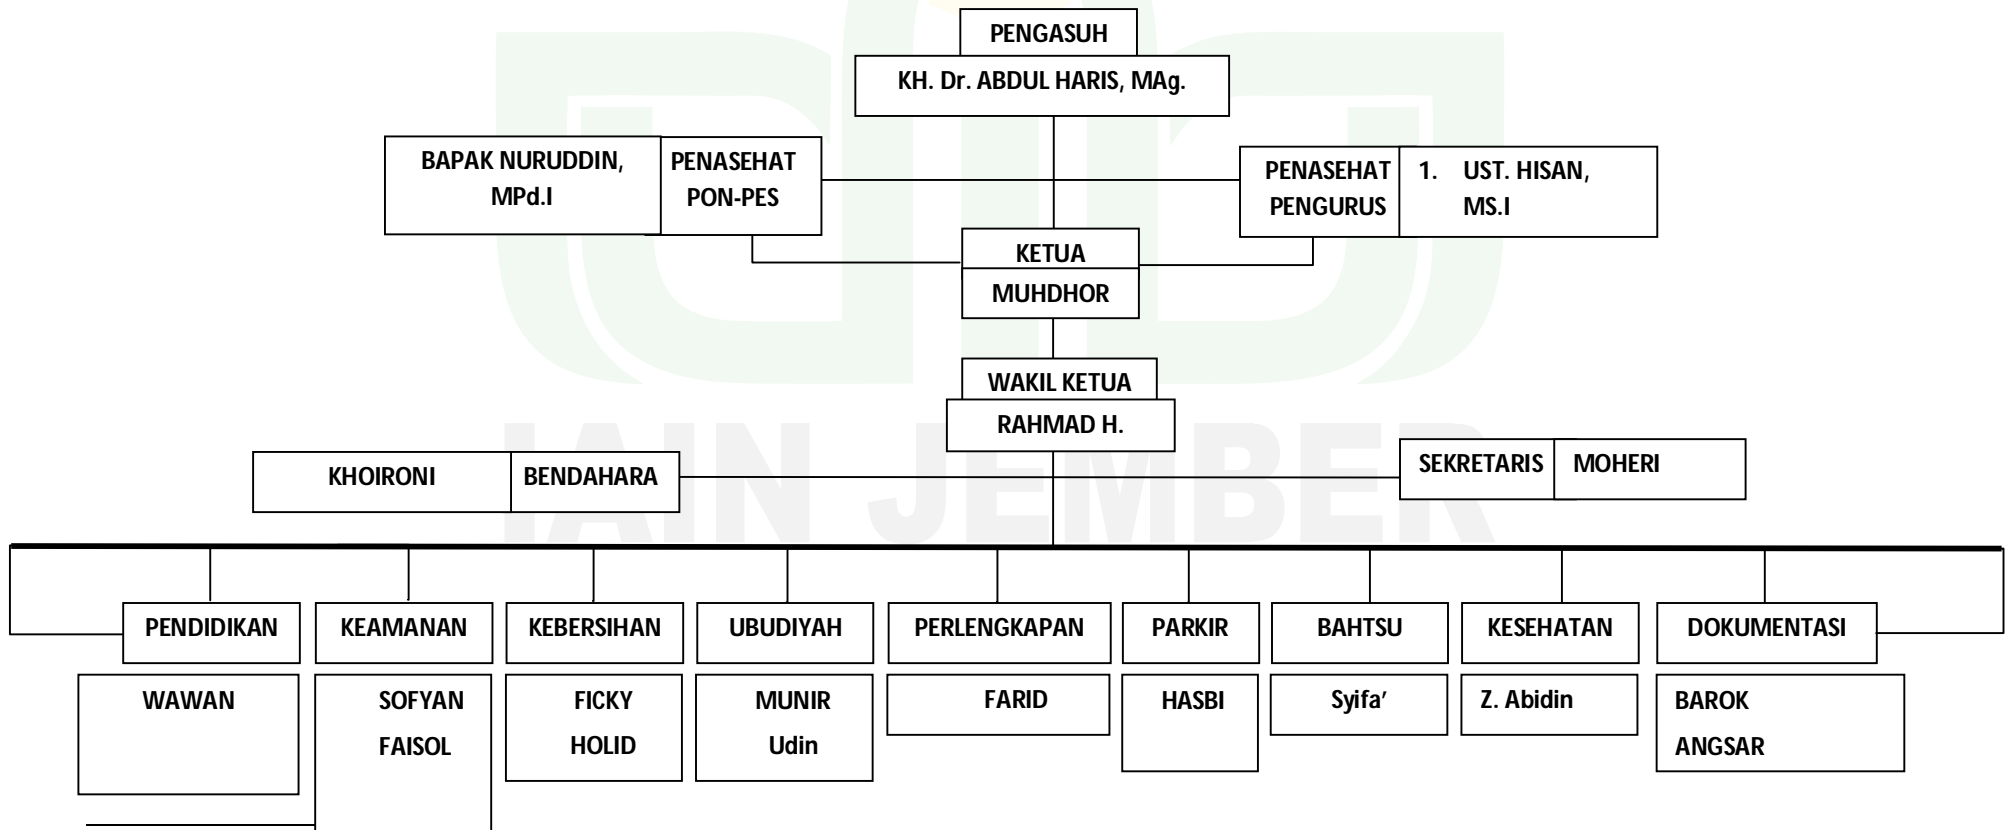 PENGASUH
KH. Dr. ABDUL HARIS, MAg.
BAPAK NURUDDIN,
MPd.I
PENASEHAT
PON-PES
PENASEHAT
PENGURUS
1. UST. HISAN,
MS.I
KETUA
MUHDHOR
WAKIL KETUA
RAHMAD H.
KHOIRONI
BENDAHARA
SEKRETARIS
MOHERI
IAIN JEMBER
PENDIDIKAN
KEAMANAN
KEBERSIHAN
UBUDIYAH
PERLENGKAPAN
PARKIR
BAHTSU
KESEHATAN
DOKUMENTASI
WAWAN
SOFYAN
FAISOL
FICKY
HOLID
MUNIR
Udin
FARID
HASBI
Syifa’
Z. Abidin
BAROK
ANGSAR